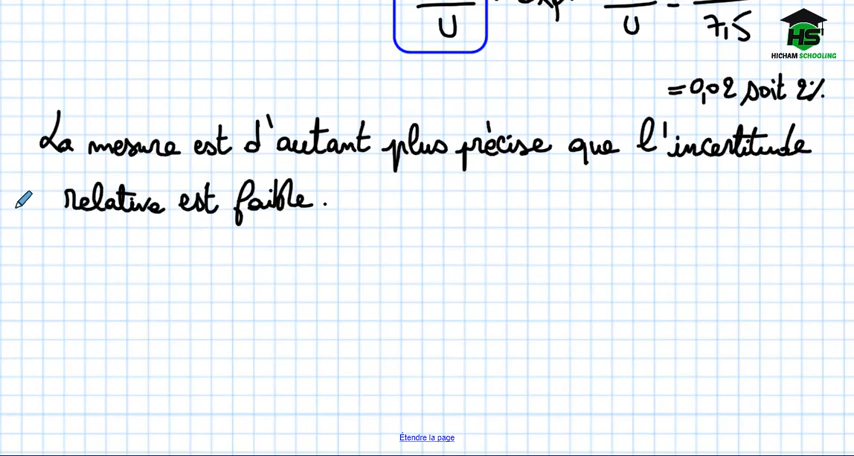 U
U
=
7,5
HS
HICHAM SCHOOLING
= 0,02 soit 2%
La mesure est d'autant plus précise que l'incertitude
relative est faible.
Étendre la page